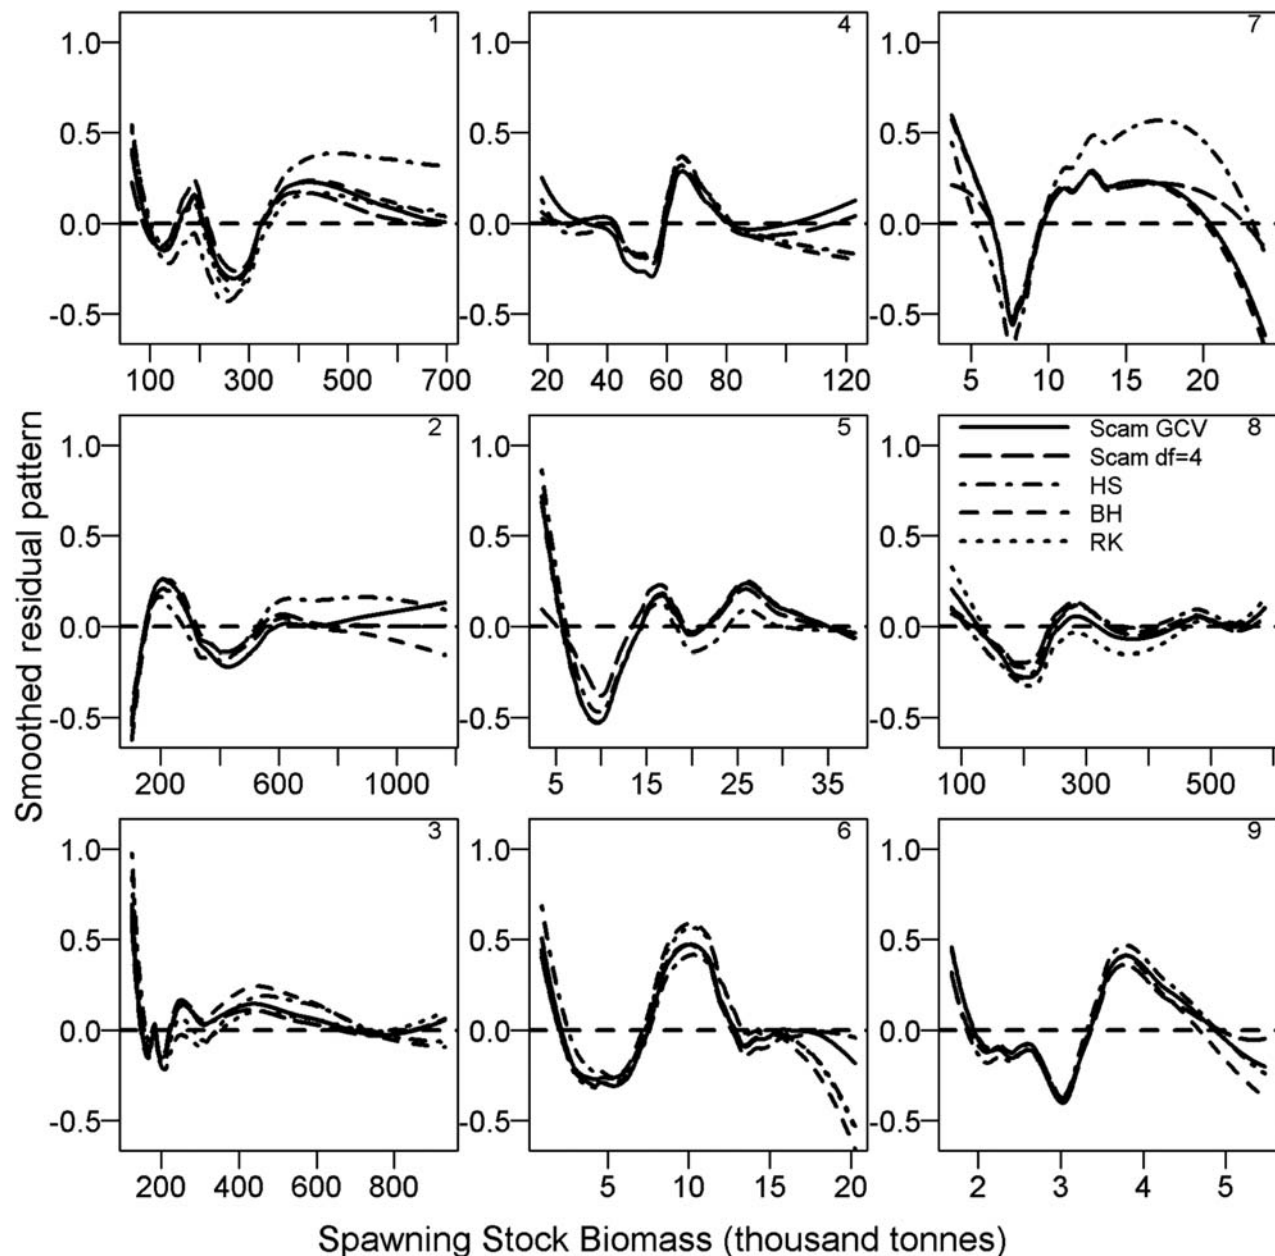 Smoothed residual pattern
1
1.0
0.5
0.0
-0.5
100 300 500 700
4
1.0
0.5
0.0
-0.5
20 40 60 80 120
7
1.0
0.5
0.0
-0.5
5 10 15 20
2
1.0
0.5
0.0
-0.5
200 600 1000
5
1.0
0.5
0.0
-0.5
5 10 15 25 35
8
1.0
0.5
0.0
-0.5
Scam GCV
Scam df=4
HS
BH
RK
100 300 500
3
1.0
0.5
0.0
-0.5
200 400 600 800
6
1.0
0.5
0.0
-0.5
5 10 15 20
9
1.0
0.5
0.0
-0.5
2 3 4 5
Spawning Stock Biomass (thousand tonnes)